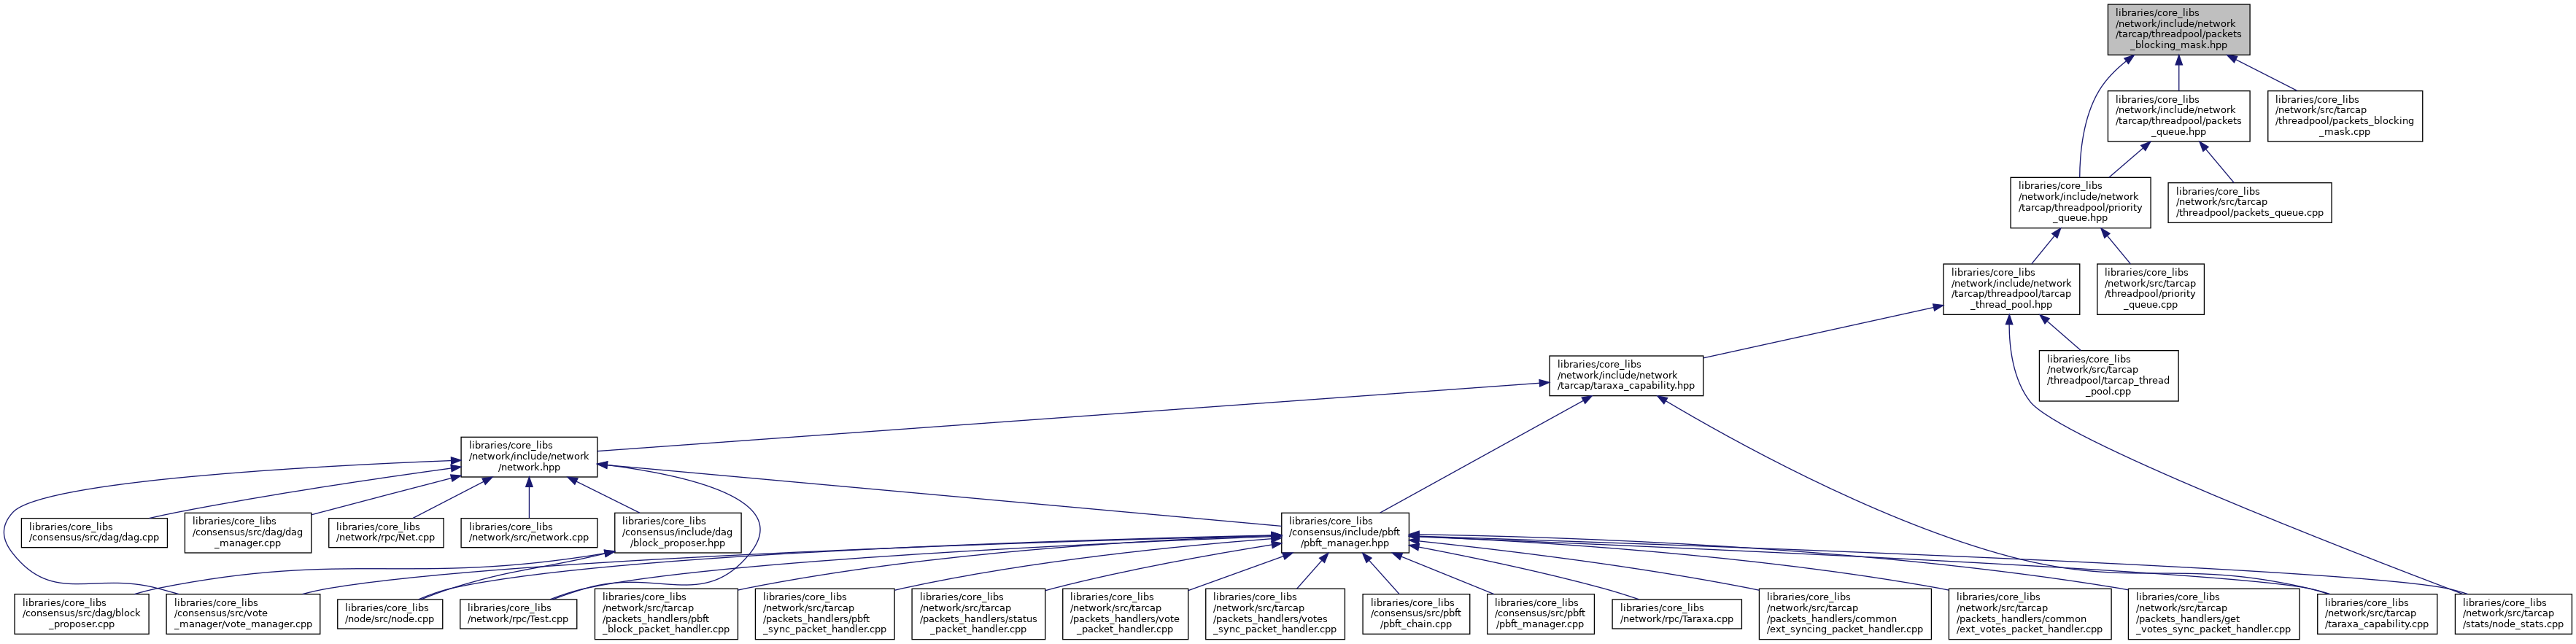 libraries/core_libs
/network/include/network
/tarcap/threadpool/packets
_blocking_mask.hpp
libraries/core_libs
/network/include/network
/tarcap/threadpool/packets
_queue.hpp
libraries/core_libs
/network/src/tarcap
/threadpool/packets_blocking
_mask.cpp
libraries/core_libs
/network/include/network
/tarcap/threadpool/priority
_queue.hpp
libraries/core_libs
/network/src/tarcap
/threadpool/packets_queue.cpp
libraries/core_libs
/network/include/network
/tarcap/threadpool/tarcap
_thread_pool.hpp
libraries/core_libs
/network/src/tarcap
/threadpool/priority
_queue.cpp
libraries/core_libs
/network/include/network
/tarcap/taraxa_capability.hpp
libraries/core_libs
/network/src/tarcap
/threadpool/tarcap_thread
_pool.cpp
libraries/core_libs
/network/include/network
/network.hpp
libraries/core_libs
/consensus/src/dag/dag.cpp
libraries/core_libs
/consensus/src/dag/dag
_manager.cpp
libraries/core_libs
/network/rpc/Net.cpp
libraries/core_libs
/network/src/network.cpp
libraries/core_libs
/consensus/include/dag
/block_proposer.hpp
libraries/core_libs
/consensus/include/pbft
/pbft_manager.hpp
libraries/core_libs
/consensus/src/dag/block
_proposer.cpp
libraries/core_libs
/consensus/src/vote
_manager/vote_manager.cpp
libraries/core_libs
/node/src/node.cpp
libraries/core_libs
/network/rpc/Test.cpp
libraries/core_libs
/network/src/tarcap
/packets_handlers/pbft
_block_packet_handler.cpp
libraries/core_libs
/network/src/tarcap
/packets_handlers/pbft
_sync_packet_handler.cpp
libraries/core_libs
/network/src/tarcap
/packets_handlers/status
_packet_handler.cpp
libraries/core_libs
/network/src/tarcap
/packets_handlers/vote
_packet_handler.cpp
libraries/core_libs
/network/src/tarcap
/packets_handlers/votes
_sync_packet_handler.cpp
libraries/core_libs
/consensus/src/pbft
/pbft_chain.cpp
libraries/core_libs
/consensus/src/pbft
/pbft_manager.cpp
libraries/core_libs
/network/rpc/Taraxa.cpp
libraries/core_libs
/network/src/tarcap
/packets_handlers/common
/ext_syncing_packet_handler.cpp
libraries/core_libs
/network/src/tarcap
/packets_handlers/common
/ext_votes_packet_handler.cpp
libraries/core_libs
/network/src/tarcap
/packets_handlers/get
_votes_sync_packet_handler.cpp
libraries/core_libs
/network/src/tarcap
/taraxa_capability.cpp
libraries/core_libs
/network/src/tarcap
/stats/node_stats.cpp